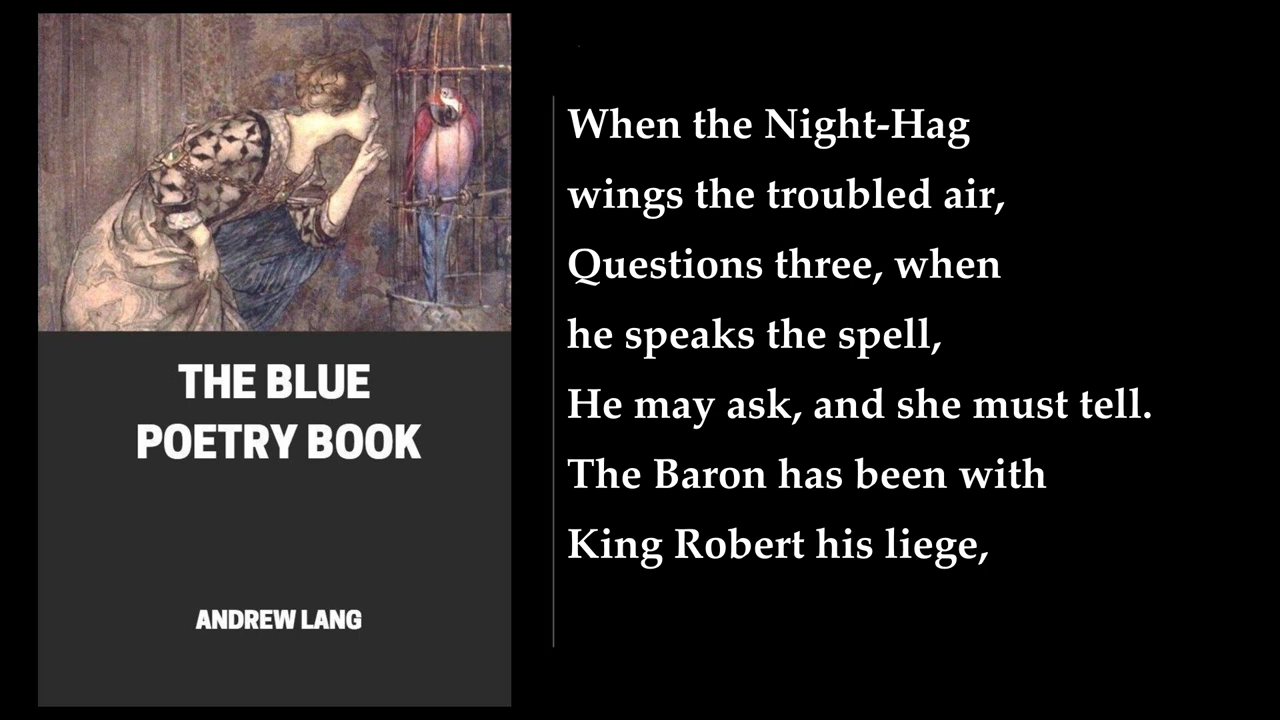 THE BLUE
POETRY BOOK
ANDREW LANG
When the Night-Hag
wings the troubled air,
Questions three, when
he speaks the spell,
He may ask, and she must tell.
The Baron has been with
King Robert his liege,